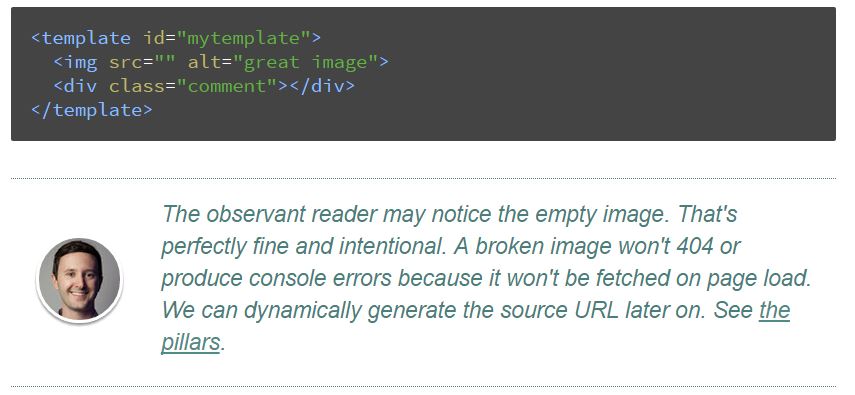 <template id="mytemplate">
  <img src="" alt="great image">
  <div class="comment"></div>
</template>
The observant reader may notice the empty image. That's
perfectly fine and intentional. A broken image won't 404 or
produce console errors because it won't be fetched on page load.
We can dynamically generate the source URL later on. See the
pillars.